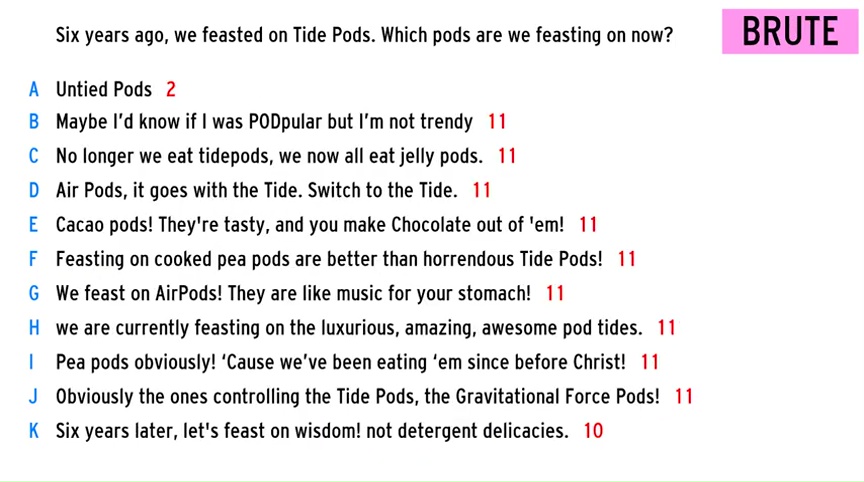 Six years ago, we feasted on Tide Pods. Which pods are we feasting on now?
BRUTE
A Untied Pods 2
B Maybe I'd know if I was PODpular but I'm not trendy 11
C No longer we eat tidepods, we now all eat jelly pods. 11
D Air Pods, it goes with the Tide. Switch to the Tide. 11
E Cacao pods! They're tasty, and you make Chocolate out of 'em! 11
F Feasting on cooked pea pods are better than horrendous Tide Pods! 11
G We feast on AirPods! They are like music for your stomach! 11
H we are currently feasting on the luxurious, amazing, awesome pod tides. 11
I Pea pods obviously! ‘Cause we've been eating ‘em since before Christ! 11
J Obviously the ones controlling the Tide Pods, the Gravitational Force Pods! 11
K Six years later, let's feast on wisdom! not detergent delicacies. 10